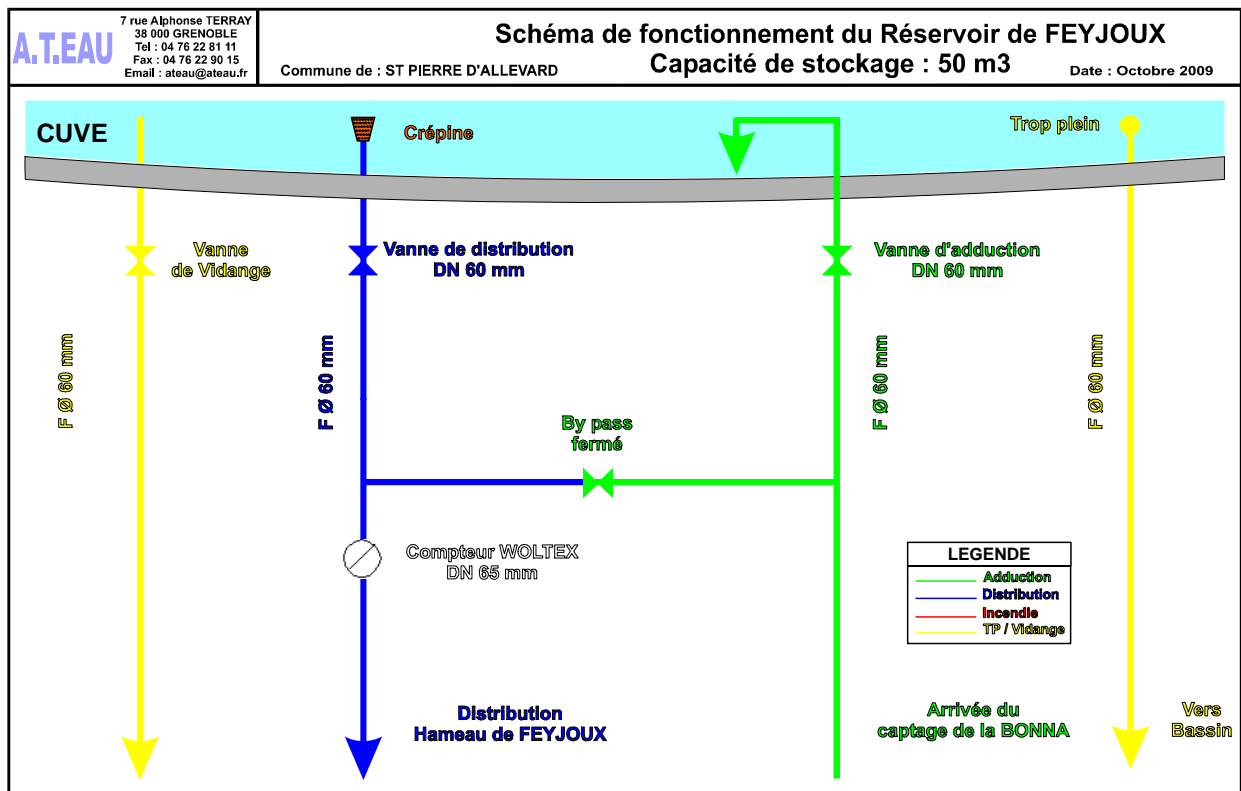 A.T.EAU
7 rue Alphonse TERRAY
38 000 GRENOBLE
Tel : 04 76 22 81 11
Fax : 04 76 22 90 15
Email : ateau@ateau.fr
Schéma de fonctionnement du Réservoir de FEYJOUX
Commune de : ST PIERRE D'ALLEVARD
Capacité de stockage : 50 m3
Date : Octobre 2009
CUVE
Crépine
Trop plein
Vanne
de Vidange
Vanne de distribution
DN 60 mm
Vanne d'adduction
DN 60 mm
F Ø 60 mm
F Ø 60 mm
F Ø 60 mm
F Ø 60 mm
By pass
fermé
Compteur WOLTEX
DN 65 mm
LEGENDE
Adduction
Distribution
Incendie
TP / Vidange
Distribution
Hameau de FEYJOUX
Arrivée du
captage de la BONNA
Vers
Bassin